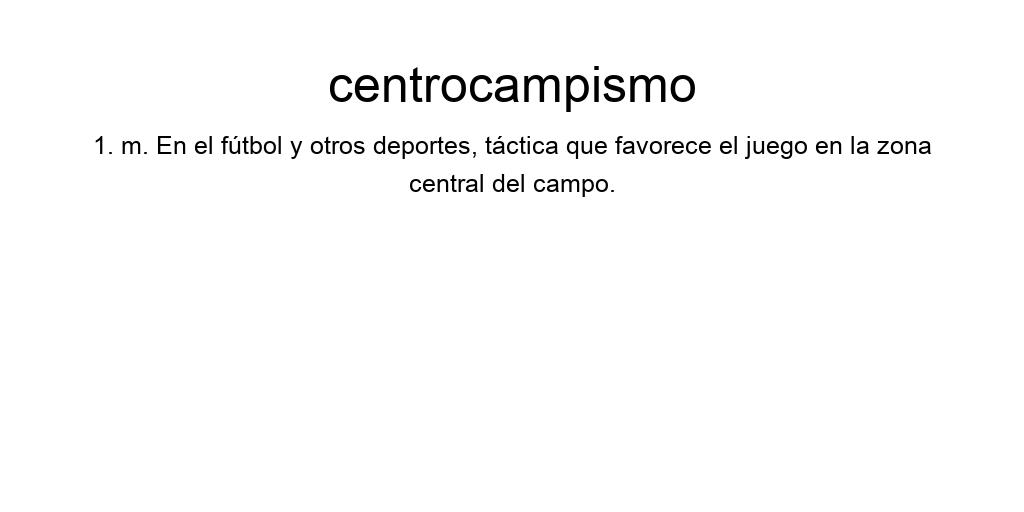 centrocampismo
1. m. En el fútbol y otros deportes, táctica que favorece el juego en la zona
central del campo.